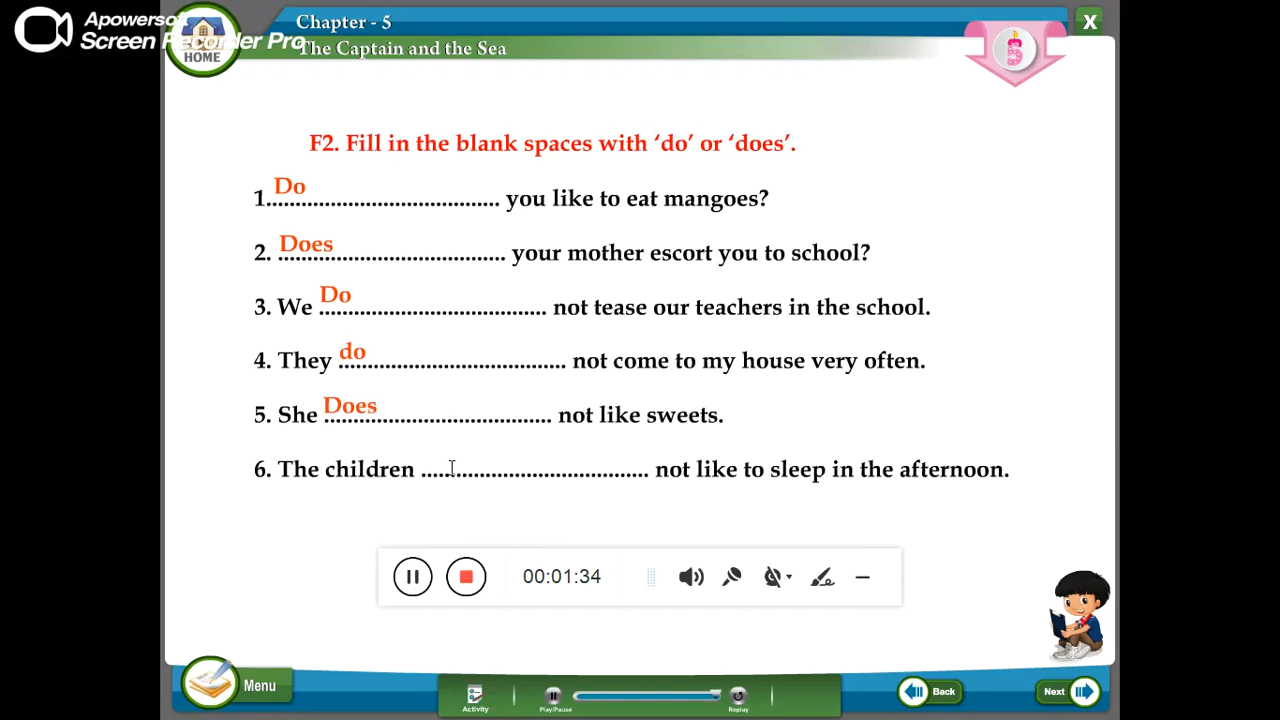 Apowersoft
Screen Recorder Pro
HOME
Chapter - 5
The Captain and the Sea
X
F2. Fill in the blank spaces with ‘do’ or ‘does’.
1. Do ....................................... you like to eat mangoes?
2. Does ....................................... your mother escort you to school?
3. We Do ....................................... not tease our teachers in the school.
4. They do ....................................... not come to my house very often.
5. She Does ....................................... not like sweets.
6. The children ....................................... not like to sleep in the afternoon.
00:01:34
Menu
Activity
Play/Pause
Replay
Back
Next